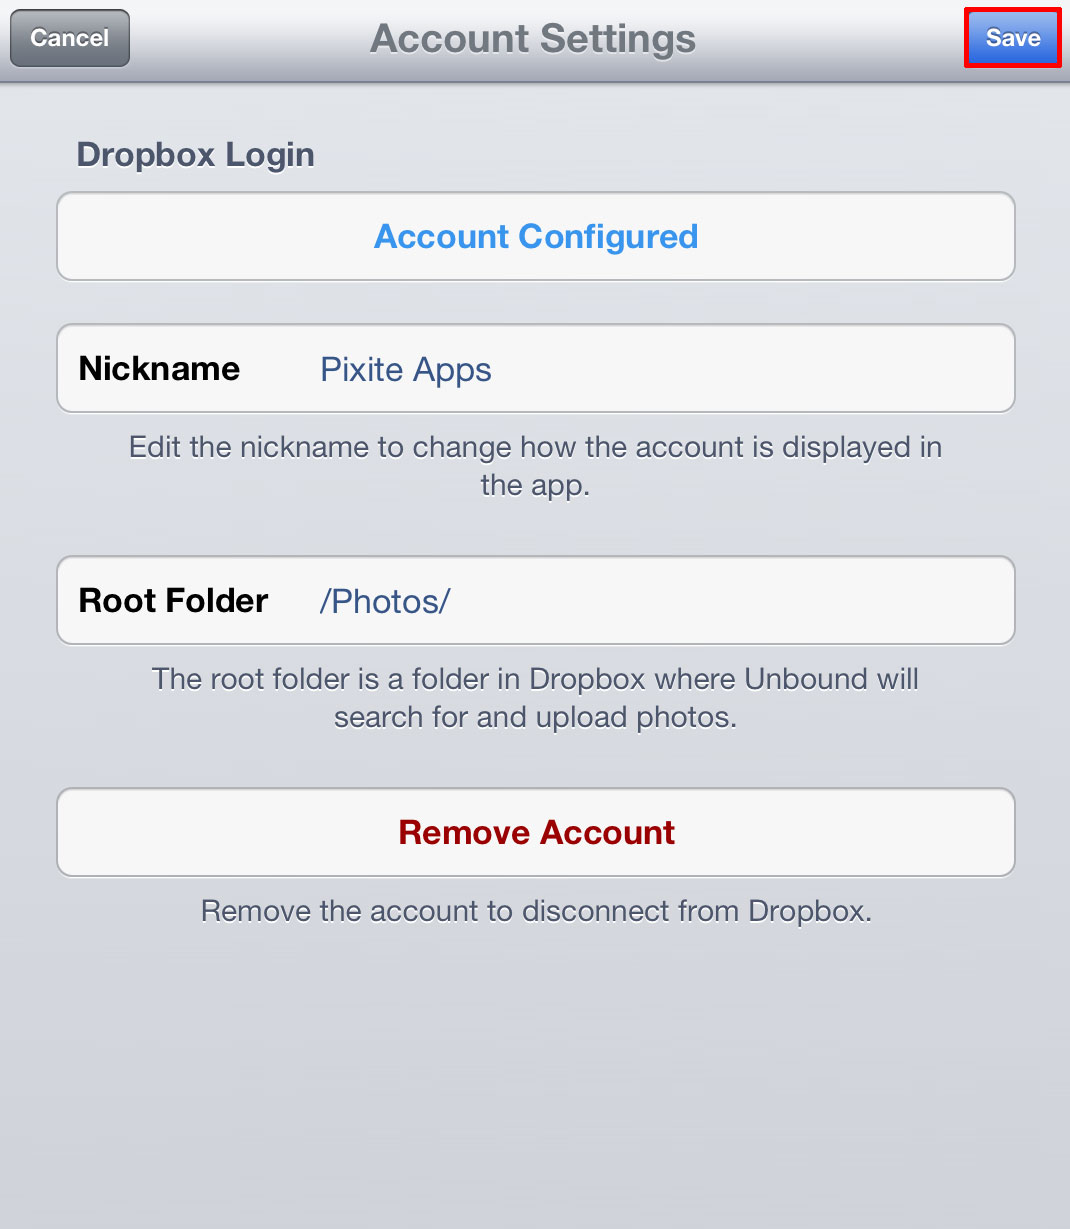 Cancel
Account Settings
Save
Dropbox Login
Account Configured
Nickname Pixite Apps
Edit the nickname to change how the account is displayed in
the app.
Root Folder /Photos/
The root folder is a folder in Dropbox where Unbound will
search for and upload photos.
Remove Account
Remove the account to disconnect from Dropbox.